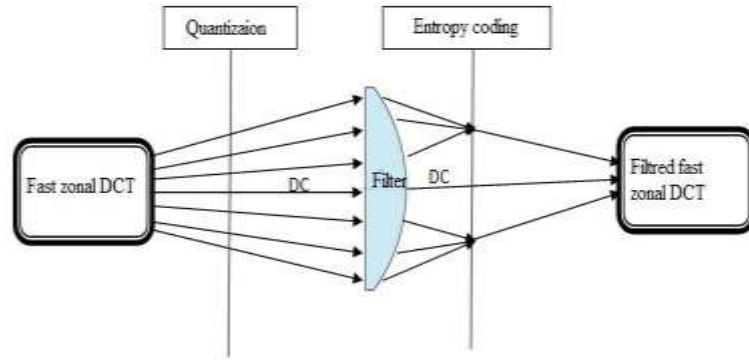 Quantizaion
Entropy coding
Fast zonal DCT
DC
Filter
DC
Filtred fast
zonal DCT